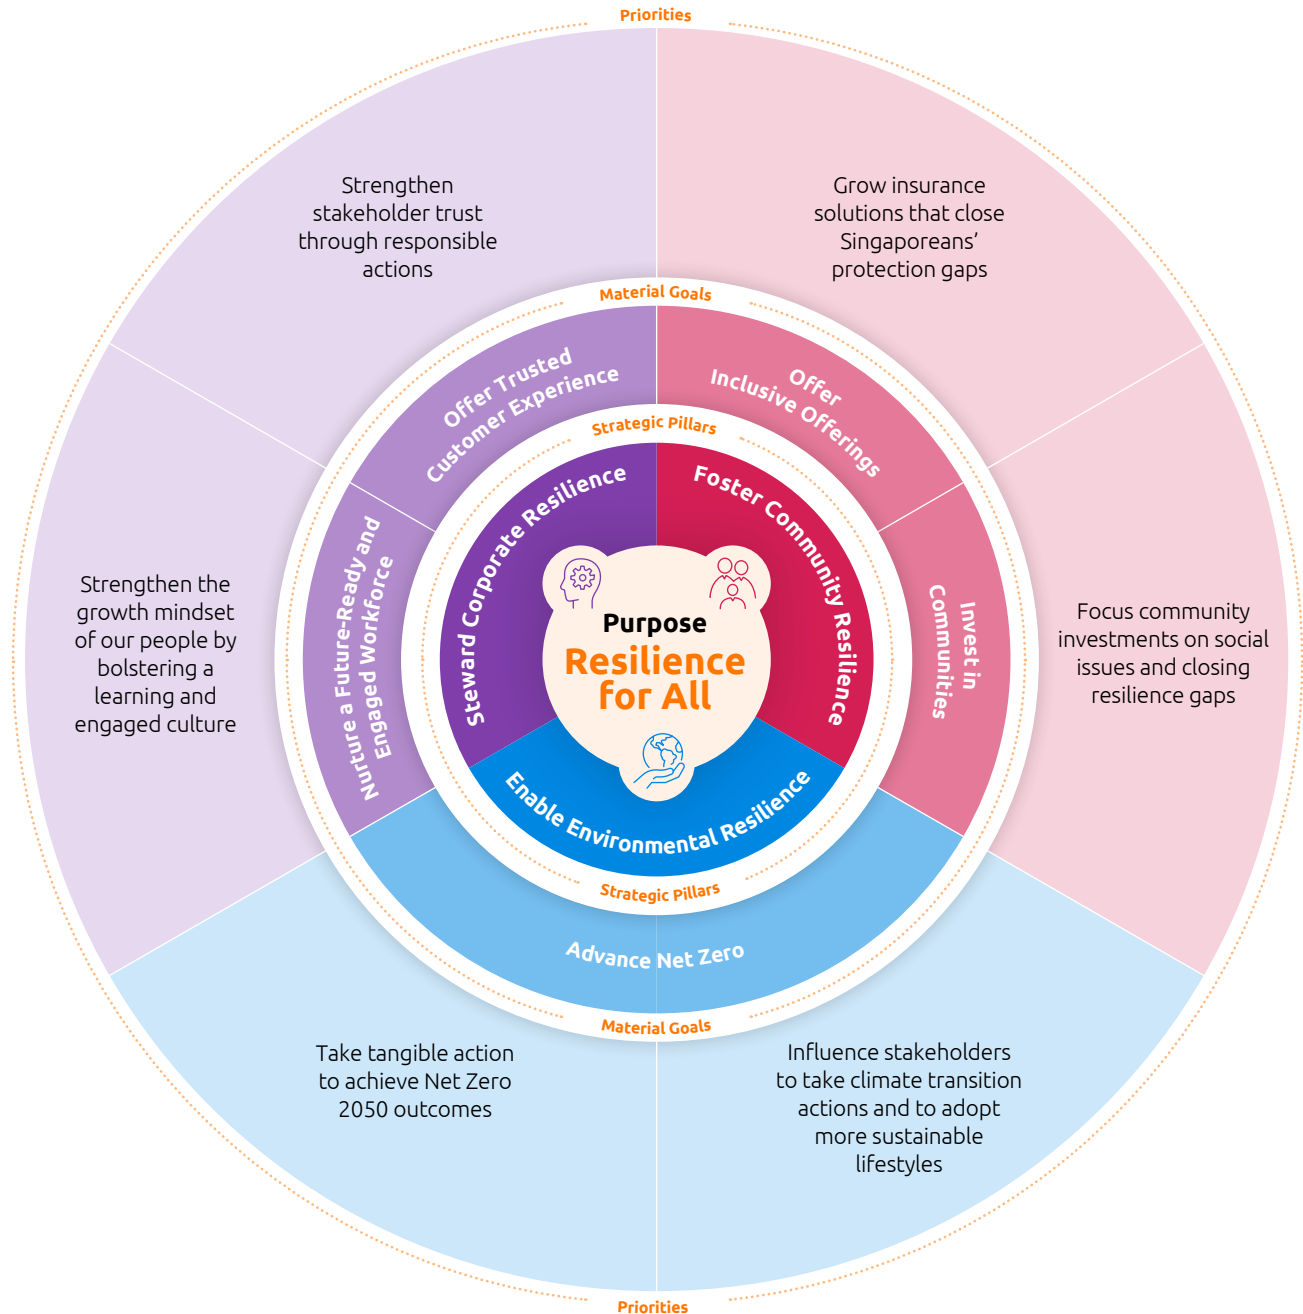 Priorities
Strengthen
stakeholder trust
through responsible
actions
Grow insurance
solutions that close
Singaporeans’
protection gaps
Material Goals
Offer Trusted
Customer Experience
Offer
Inclusive Offerings
Strategic Pillars
Steward Corporate Resilience
Foster Community Resilience
Strengthen the
growth mindset
of our people by
bolstering a
learning and
engaged culture
Nurture a Future-Ready and
Engaged Workforce
Purpose
Resilience
for All
Invest in
Communities
Focus community
investments on social
issues and closing
resilience gaps
Enable Environmental Resilience
Strategic Pillars
Advance Net Zero
Material Goals
Take tangible action
to achieve Net Zero
2050 outcomes
Influence stakeholders
to take climate transition
actions and to adopt
more sustainable
lifestyles
Priorities